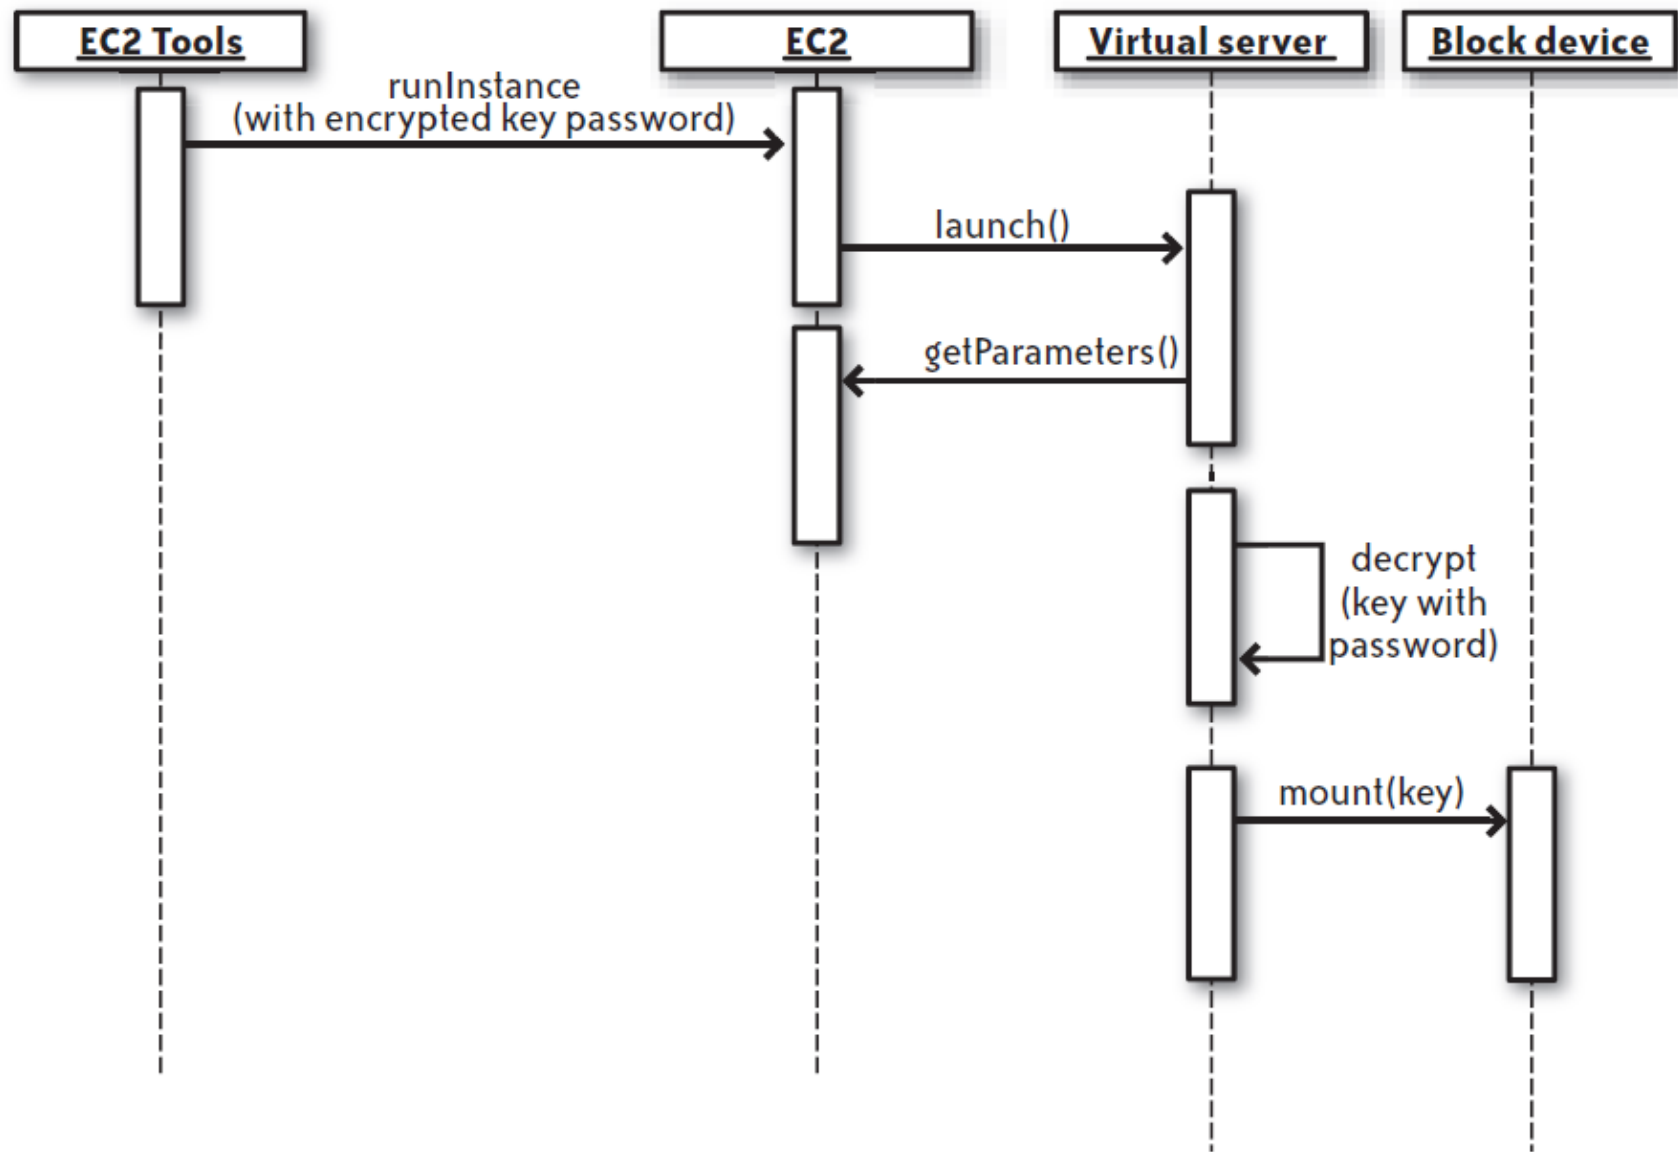 EC2 Tools
EC2
Virtual server
Block device
runInstance
(with encrypted key password)
launch()
getParameters()
decrypt
(key with
password)
mount(key)